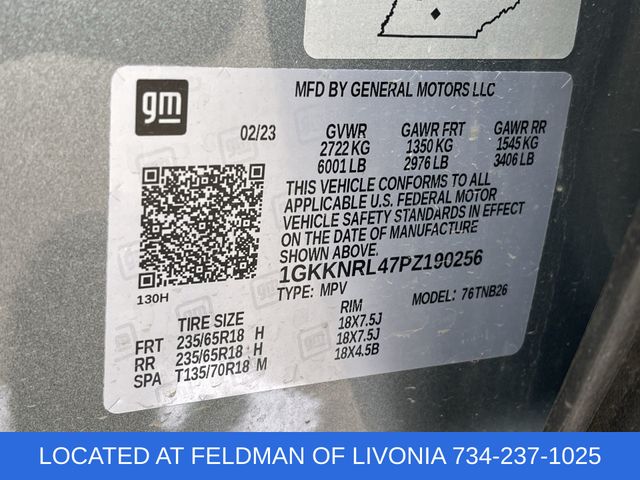 gm
MFD BY GENERAL MOTORS LLC
02/23 GVWR GAWR FRT GAWR RR
2722 KG 1350 KG 1545 KG
6001 LB 2976 LB 3406 LB
THIS VEHICLE CONFORMS TO ALL
APPLICABLE U.S. FEDERAL MOTOR
VEHICLE SAFETY STANDARDS IN EFFECT
ON THE DATE OF MANUFACTURE
SHOWN ABOVE.
1GKKNRL47PZ190256
130H TYPE: MPV MODEL: 76TNB26
TIRE SIZE RIM
FRT 235/65R18 H 18X7.5J
RR 235/65R18 H 18X7.5J
SPA T135/70R18 M 18X4.5B
LOCATED AT FELDMAN OF LIVONIA 734-237-1025